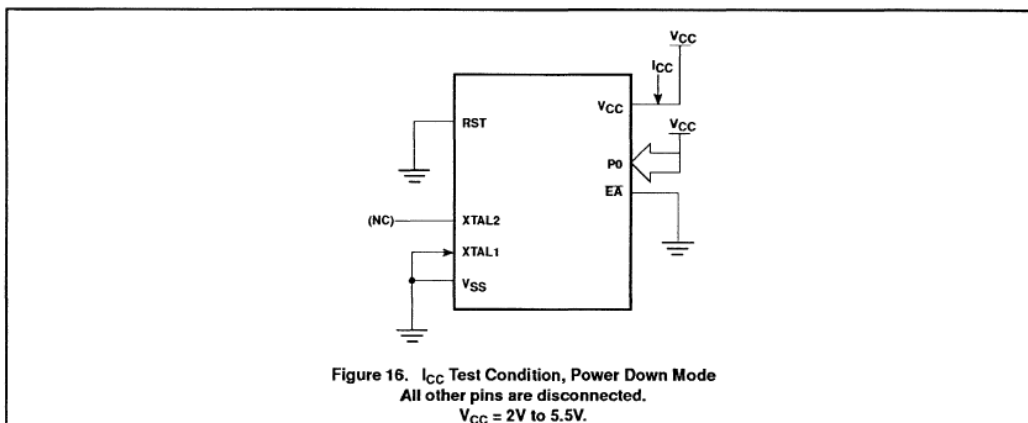 VCC
ICC
VCC
RST
VCC
P0
EA
(NC)
XTAL2
XTAL1
VSS
Figure 16. ICC Test Condition, Power Down Mode
All other pins are disconnected.
VCC = 2V to 5.5V.